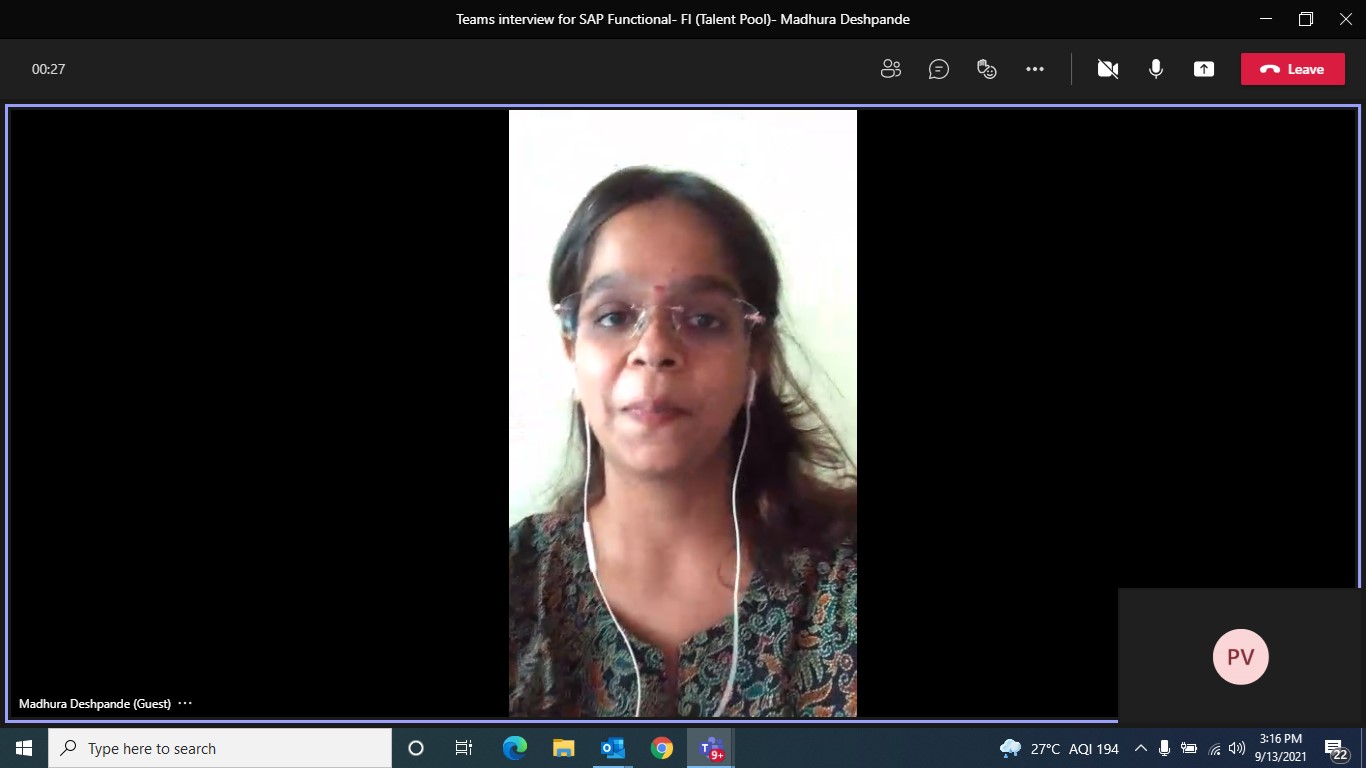 Teams interview for SAP Functional- FI (Talent Pool)- Madhura Deshpande
00:27
Leave
Madhura Deshpande (Guest) ···
PV
Type here to search
9+
27°C AQI 194
3:16 PM
9/13/2021
22